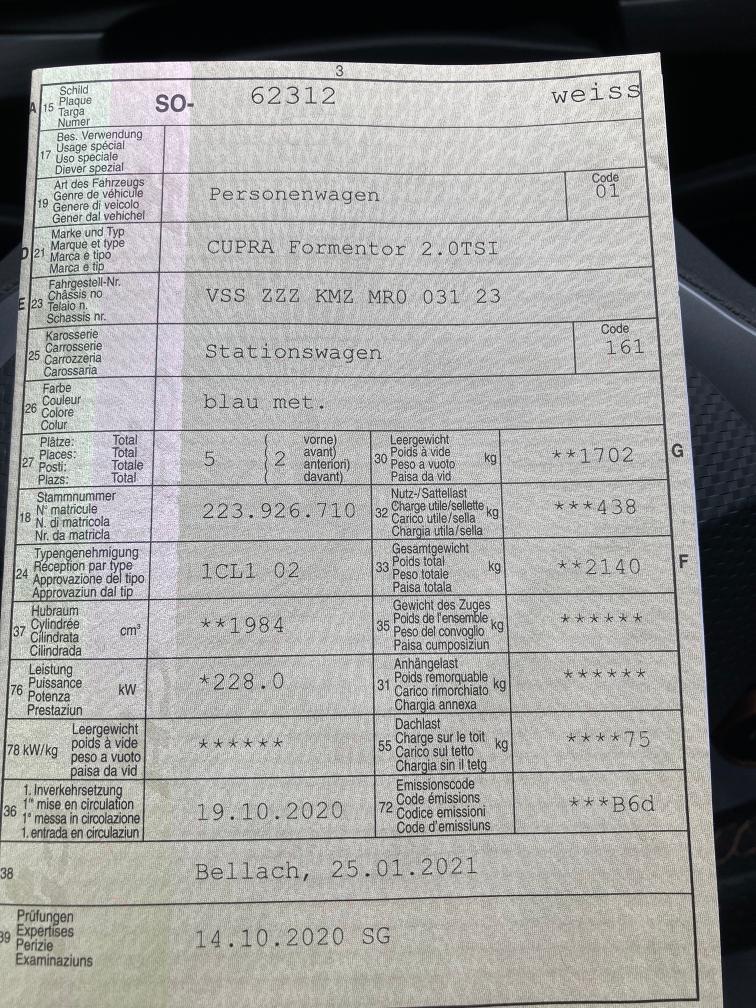 3
A 15 Schild
Plaque
Targa
Numer
SO- 62312 weiss
17 Bes. Verwendung
Usage spécial
Uso speciale
Diever spezial
19 Art des Fahrzeugs
Genre de véhicule
Genere di veicolo
Gener dal vehichel
Personenwagen
Code
01
D 21 Marke und Typ
Marque et type
Marca e tipo
Marca e tip
CUPRA Formentor 2.0TSI
E 23 Fahrgestell-Nr.
Châssis no
Telaio n.
Schassis nr.
VSS ZZZ KMZ MR0 031 23
25 Karosserie
Carrosserie
Carrozzeria
Carossaria
Stationswagen
Code
161
26 Farbe
Couleur
Colore
Colur
blau met.
27 Plätze: Total
Places: Total
Posti: Totale
Plazs: Total
5 ( 2 vorne)
avant)
anteriori)
davant)
30 Leergewicht
Poids à vide
Peso a vuoto
Paisa da vid
kg
**1702
G
18 Stammnummer
N° matricule
N. di matricola
Nr. da matricla
223.926.710
32 Nutz-/Sattellast
Charge utile/sellette
Carico utile/sella
Chargia utila/sella
kg
***438
24 Typengenehmigung
Réception par type
Approvazione del tipo
Approvaziun dal tip
1CL1 02
33 Gesamtgewicht
Poids total
Peso totale
Paisa totala
kg
**2140
F
37 Hubraum
Cylindrée
Cilindrata
Cilindrada
cm³
**1984
35 Gewicht des Zuges
Poids de l'ensemble
Peso del convoglio
Paisa cumposiziun
kg
******
76 Leistung
Puissance
Potenza
Prestaziun
kW
*228.0
31 Anhängelast
Poids remorquable
Carico rimorchiato
Chargia annexa
kg
******
78 kW/kg Leergewicht
poids à vide
peso a vuoto
paisa da vid
******
55 Dachlast
Charge sur le toit
Carico sul tetto
Chargia sin il tetg
kg
****75
36 1. Inverkehrsetzung
1re mise en circulation
1a messa in circolazione
1. entrada en circulaziun
19.10.2020
72 Emissionscode
Code émissions
Codice emissioni
Code d'emissiuns
***B6d
38
Bellach, 25.01.2021
39 Prüfungen
Expertises
Perizie
Examinaziuns
14.10.2020 SG